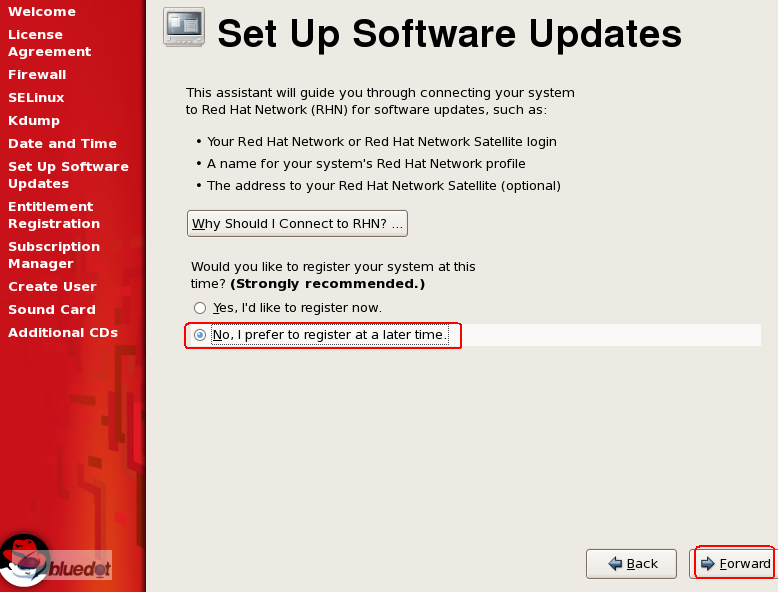 Welcome
License
Agreement
Firewall
SELinux
Kdump
Date and Time
Set Up Software
Updates
Entitlement
Registration
Subscription
Manager
Create User
Sound Card
Additional CDs
bluedot
Set Up Software Updates
This assistant will guide you through connecting your system
to Red Hat Network (RHN) for software updates, such as:
• Your Red Hat Network or Red Hat Network Satellite login
• A name for your system's Red Hat Network profile
• The address to your Red Hat Network Satellite (optional)
Why Should I Connect to RHN? ...
Would you like to register your system at this
time? (Strongly recommended.)
Yes, I'd like to register now.
No, I prefer to register at a later time.
Back
Forward